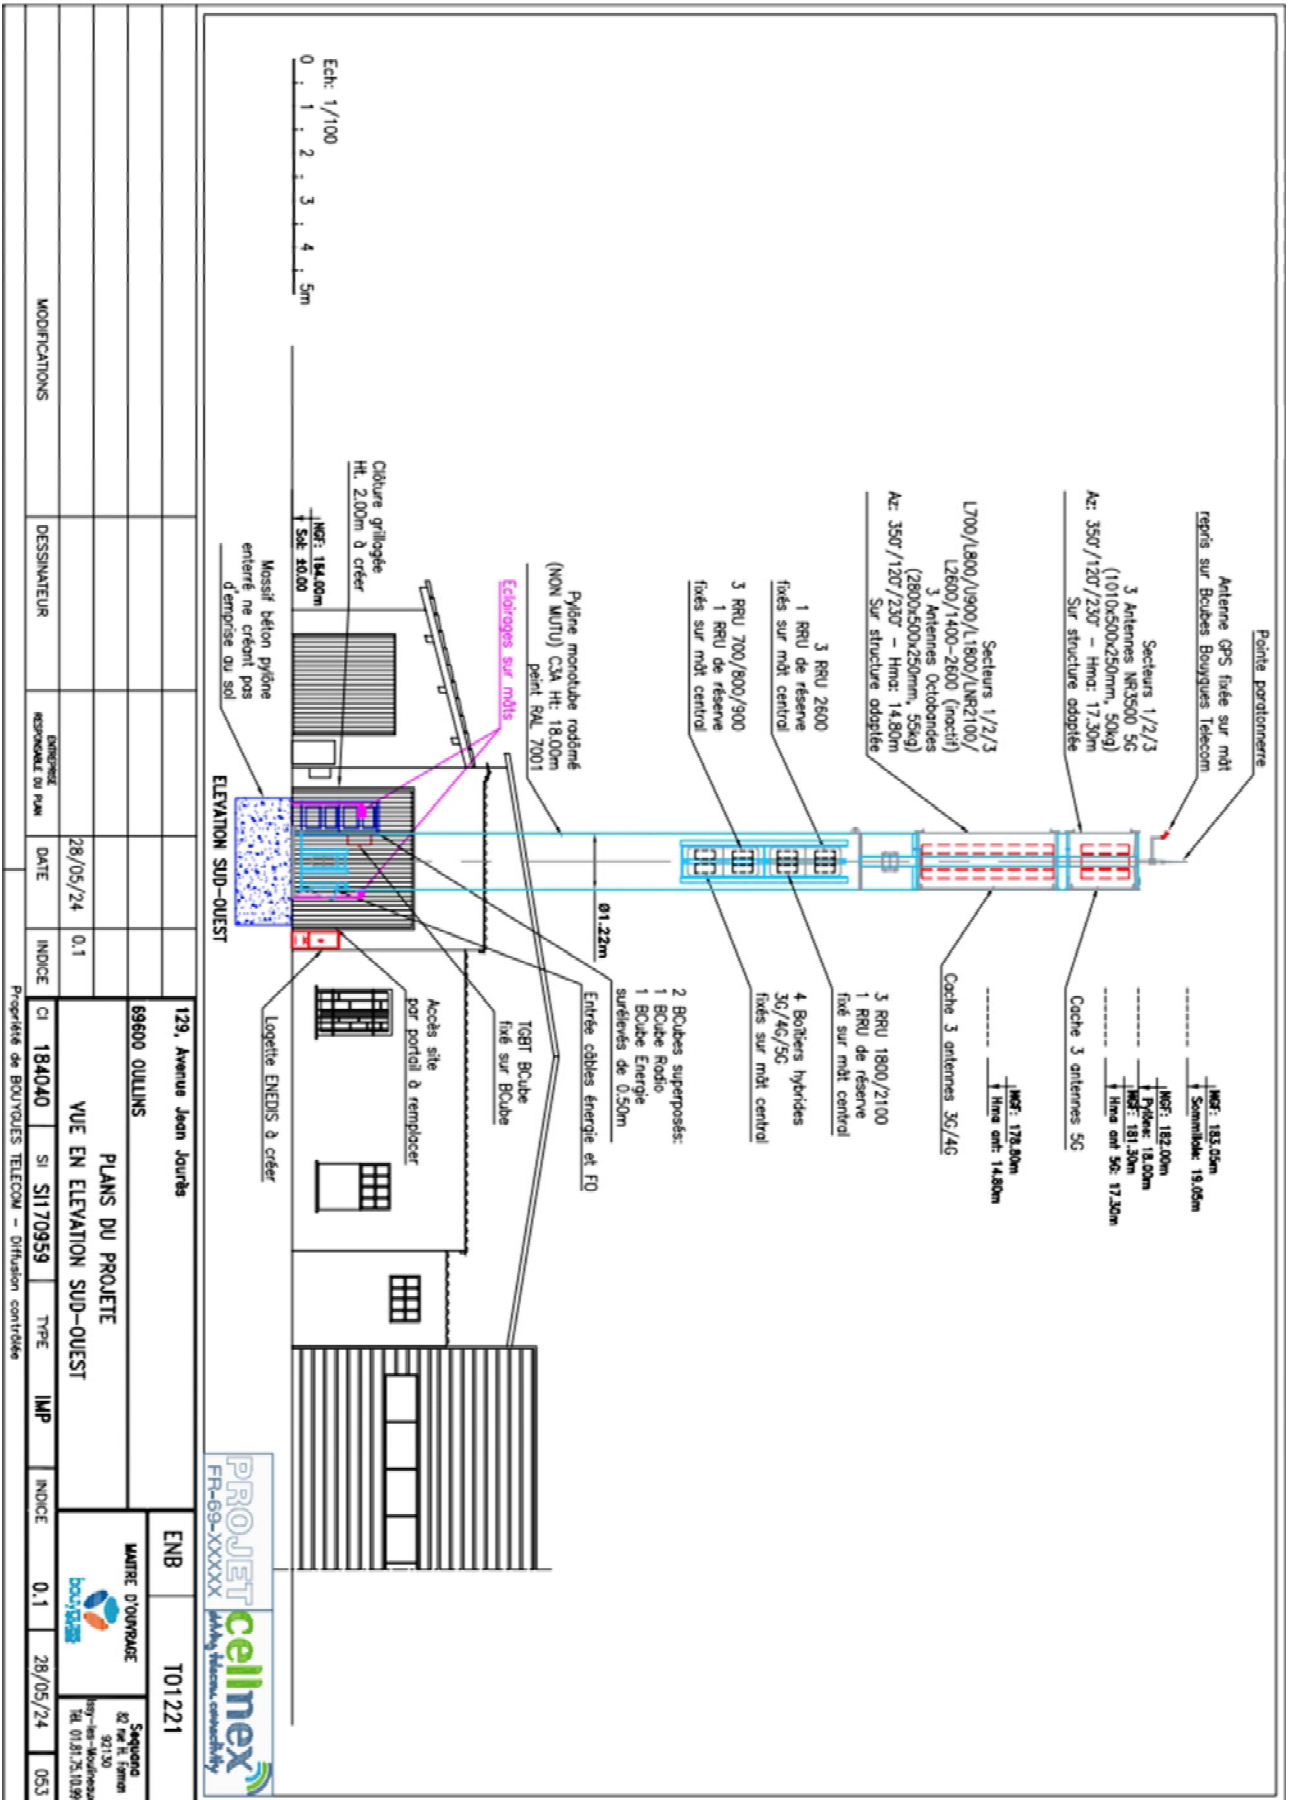 Pointe paratonnerre
Antenne GPS fixée sur mât
repris sur Bcubes Bouygues Telecom
Secteurs 1/2/3
3 Antennes NR3500 5G
(1010x500x250mm, 50kg)
Az: 350°/120°/230° - Hma: 17.30m
Sur structure adaptée
Secteurs 1/2/3
L700/L800/U900/L1800/LNR2100/
L2600/1400-2600 (inactif)
3 Antennes Octobandes
(2800x500x250mm, 55kg)
Az: 350°/120°/230° - Hma: 14.80m
Sur structure adaptée
3 RRU 2600
1 RRU de réserve
fixés sur mât central
3 RRU 700/800/900
1 RRU de réserve
fixés sur mât central
Pylône monotube radômé
(NON MUTU) C3A Ht: 18.00m
peint RAL 7001
Eclairages sur mâts
Clôture grillagée
Ht. 2.00m à créer
NGF: 164.00m
Sol: ±0.00
Massif béton pylône
enterré ne créant pas
d'emprise au sol
NGF: 183.05m
Sommitale: 19.05m
NGF: 182.00m
Pylône: 18.00m
NGF: 181.30m
Hma ant 5G: 17.30m
Cache 3 antennes 5G
NGF: 178.80m
Hma ant: 14.80m
Cache 3 antennes 3G/4G
3 RRU 1800/2100
1 RRU de réserve
fixé sur mât central
4 Boîtiers hybrides
3G/4G/5G
fixés sur mât central
Ø1.22m
2 BCubes superposés:
1 BCube Radio
1 BCube Energie
surélevés de 0.50m
Entrée câbles énergie et FO
TGBT BCube
fixé sur BCube
Accès site
par portail à remplacer
Logette ENEDIS à créer
ELEVATION SUD-OUEST
Ech: 1/100
0 1 2 3 4 5m
PROJET
FR-69-XXXXX
cellnex
driving telecom connectivity
129, Avenue Jean Jaurès
69600 OULLINS
PLANS DU PROJETE
VUE EN ELEVATION SUD-OUEST
ENB T01221
MAITRE D'OUVRAGE
bouygues
Sequana
82 rue H. Farman
92130
Issy-les-Moulineaux
Tél. 01.81.75.10.99
28/05/24 0.1
MODIFICATIONS DESSINATEUR ENTREPRISE RESPONSABLE DU PLAN DATE INDICE
CI 184040 SI SI170959 TYPE IMP INDICE 0.1 28/05/24 053
Propriété de BOUYGUES TELECOM - Diffusion contrôlée